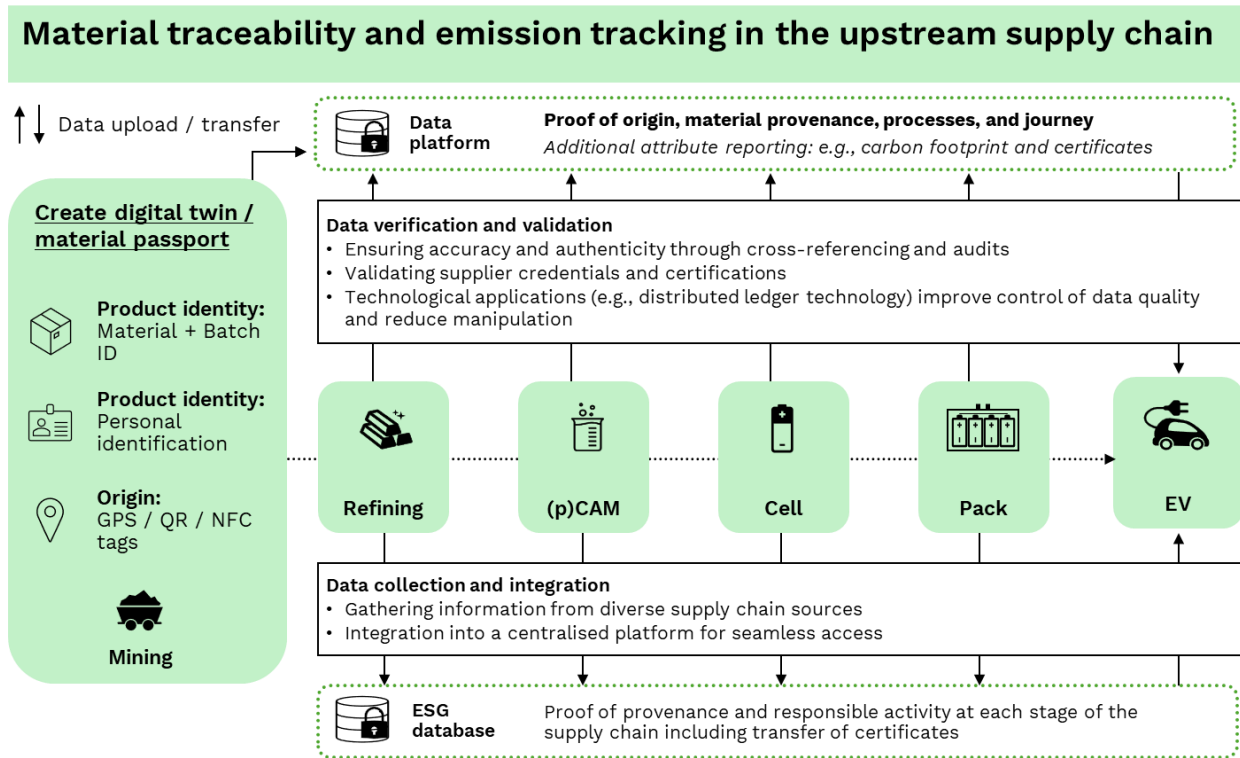 Material traceability and emission tracking in the upstream supply chain
Data upload / transfer
Data
platform
Proof of origin, material provenance, processes, and journey
Additional attribute reporting: e.g., carbon footprint and certificates
Create digital twin /
material passport
Product identity:
Material + Batch
ID
Product identity:
Personal
identification
Origin:
GPS / QR / NFC
tags
Mining
Data verification and validation
• Ensuring accuracy and authenticity through cross-referencing and audits
• Validating supplier credentials and certifications
• Technological applications (e.g., distributed ledger technology) improve control of data quality
and reduce manipulation
Refining
(p)CAM
Cell
Pack
EV
Data collection and integration
• Gathering information from diverse supply chain sources
• Integration into a centralised platform for seamless access
ESG
database
Proof of provenance and responsible activity at each stage of the
supply chain including transfer of certificates